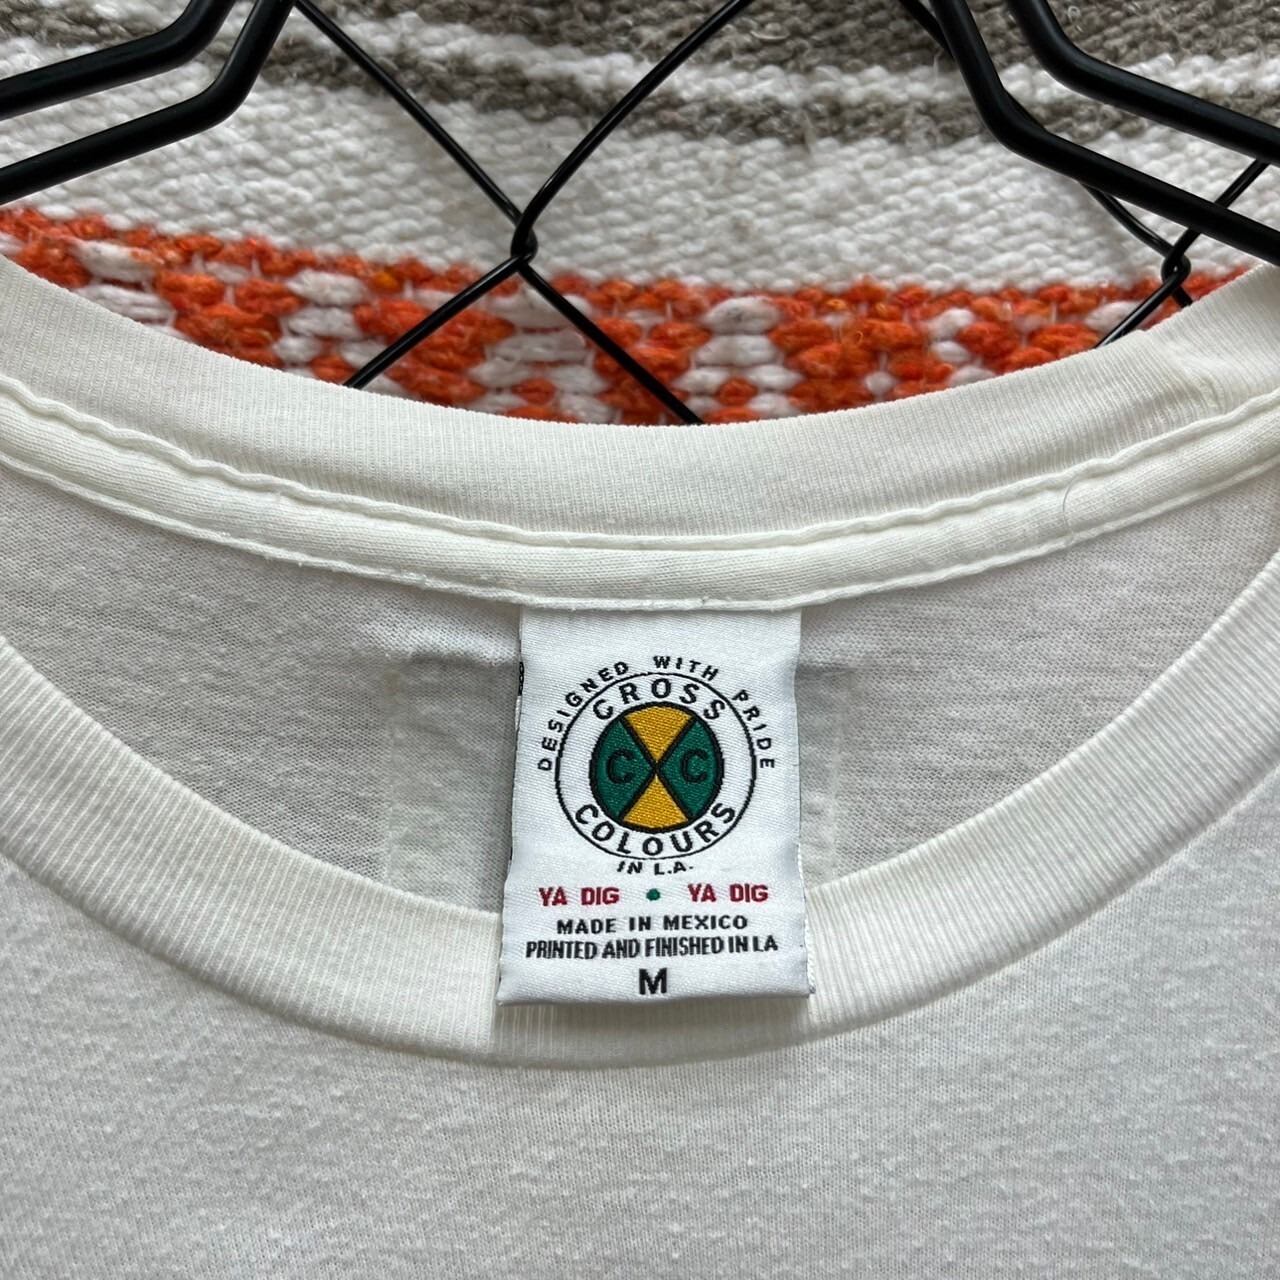 DESIGNED WITH PRIDE
CROSS
C C
COLOURS
IN L.A.
YA DIG • YA DIG
MADE IN MEXICO
PRINTED AND FINISHED IN LA
M